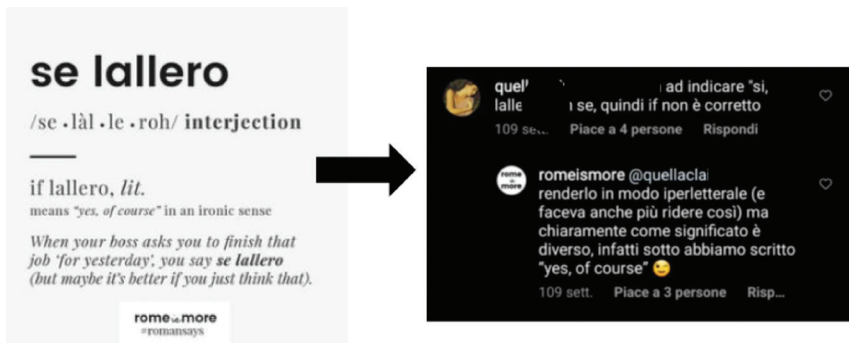 se lallero
/se • làl • le • roh/ interjection
if lallero, lit.
means “yes, of course” in an ironic sense
When your boss asks you to finish that
job ‘for yesterday’, you say se lallero
(but maybe it’s better if you just think that).
rome is more
#romansays
ad indicare "si,
se, quindi if non è corretto
109 Piace a 4 persone Rispondi
rome is more
romeismore @quellacla
renderlo in modo iperletterale (e
faceva anche più ridere così) ma
chiaramente come significato è
diverso, infatti sotto abbiamo scritto
“yes, of course” 😉
109 sett. Piace a 3 persone Risp...